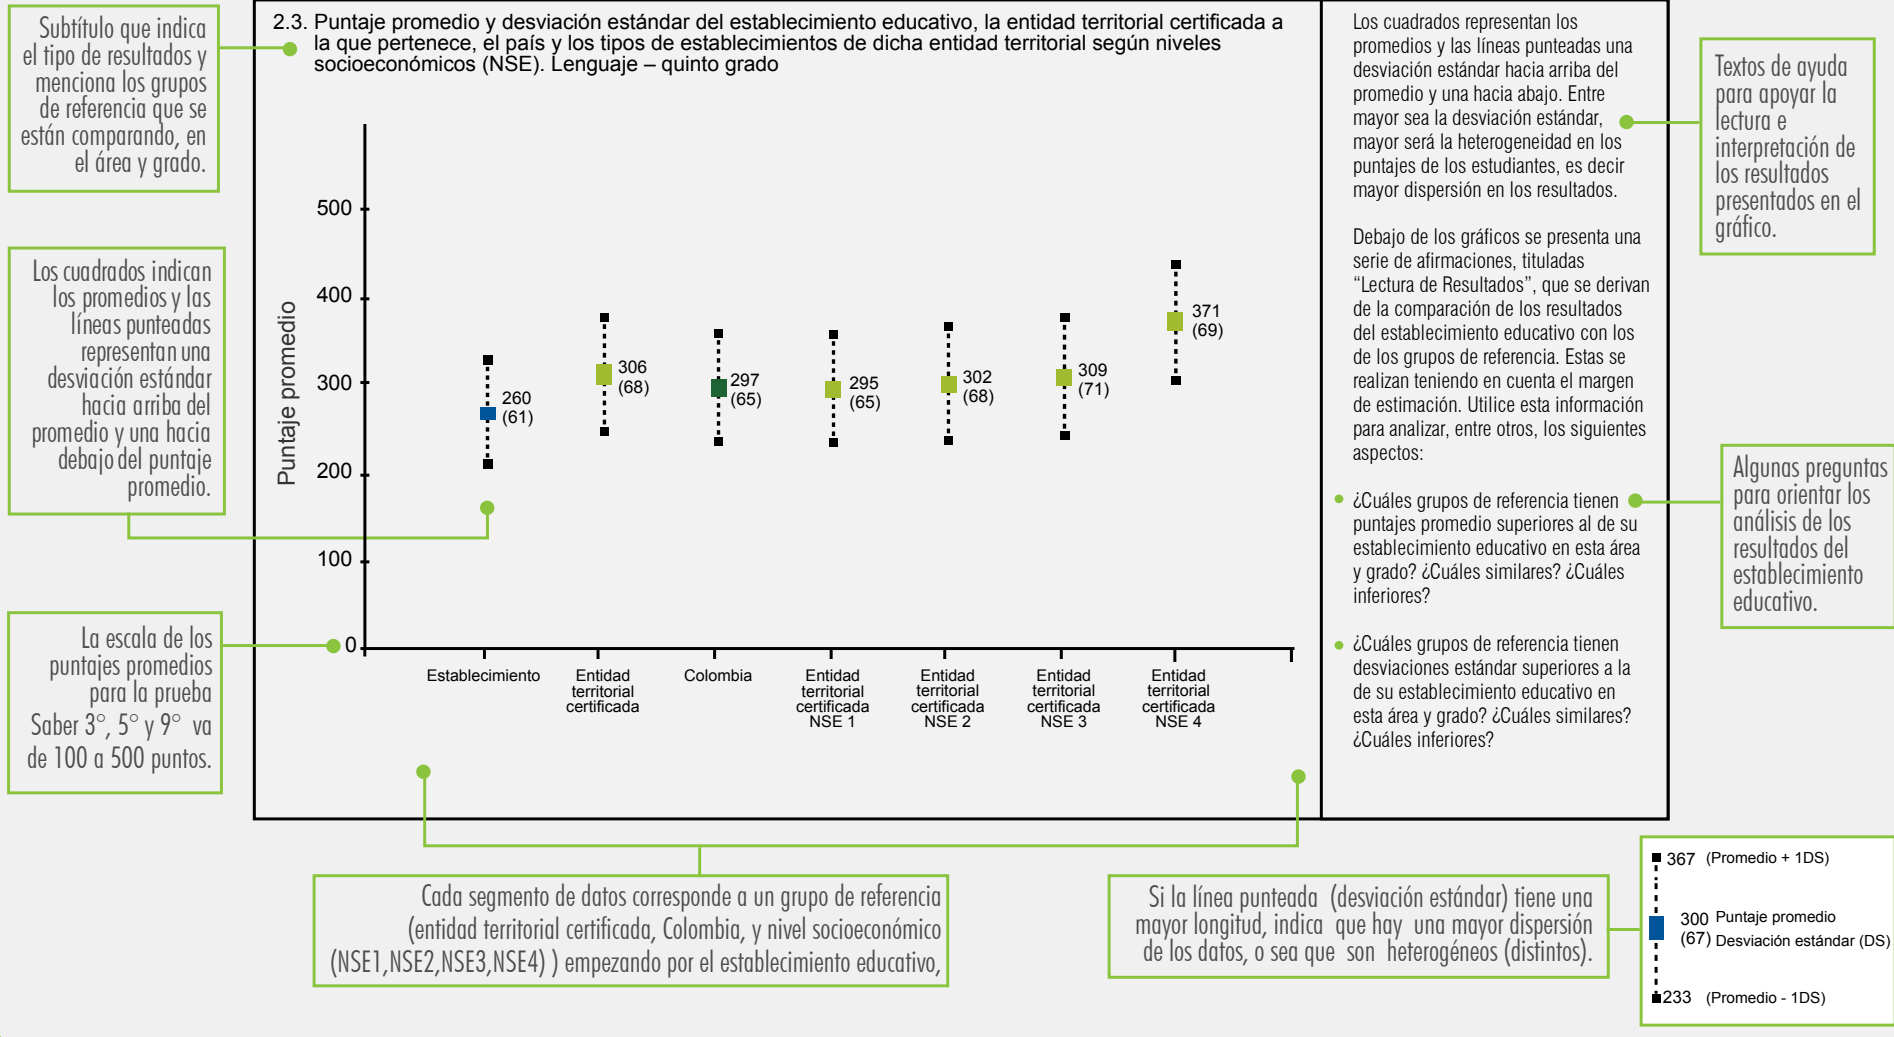 Subtítulo que indica
el tipo de resultados y
menciona los grupos
de referencia que se
están comparando, en
el área y grado.
Los cuadrados indican
los promedios y las
líneas punteadas
representan una
desviación estándar
hacia arriba del
promedio y una hacia
debajo del puntaje
promedio.
La escala de los
puntajes promedios
para la prueba
Saber 3°, 5° y 9° va
de 100 a 500 puntos.
2.3. Puntaje promedio y desviación estándar del establecimiento educativo, la entidad territorial certificada a
la que pertenece, el país y los tipos de establecimientos de dicha entidad territorial según niveles
socioeconómicos (NSE). Lenguaje – quinto grado
Puntaje promedio
500
400
300
200
100
0
260
(61)
306
(68)
297
(65)
295
(65)
302
(68)
309
(71)
371
(69)
Establecimiento
Entidad
territorial
certificada
Colombia
Entidad
territorial
certificada
NSE 1
Entidad
territorial
certificada
NSE 2
Entidad
territorial
certificada
NSE 3
Entidad
territorial
certificada
NSE 4
Los cuadrados representan los
promedios y las líneas punteadas una
desviación estándar hacia arriba del
promedio y una hacia abajo. Entre
mayor sea la desviación estándar,
mayor será la heterogeneidad en los
puntajes de los estudiantes, es decir
mayor dispersión en los resultados.
Debajo de los gráficos se presenta una
serie de afirmaciones, tituladas
“Lectura de Resultados”, que se derivan
de la comparación de los resultados
del establecimiento educativo con los
de los grupos de referencia. Estas se
realizan teniendo en cuenta el margen
de estimación. Utilice esta información
para analizar, entre otros, los siguientes
aspectos:
• ¿Cuáles grupos de referencia tienen
puntajes promedio superiores al de su
establecimiento educativo en esta área
y grado? ¿Cuáles similares? ¿Cuáles
inferiores?
• ¿Cuáles grupos de referencia tienen
desviaciones estándar superiores a la
de su establecimiento educativo en
esta área y grado? ¿Cuáles similares?
¿Cuáles inferiores?
Textos de ayuda
para apoyar la
lectura e
interpretación de
los resultados
presentados en el
gráfico.
Algunas preguntas
para orientar los
análisis de los
resultados del
establecimiento
educativo.
Cada segmento de datos corresponde a un grupo de referencia
(entidad territorial certificada, Colombia, y nivel socioeconómico
(NSE1,NSE2,NSE3,NSE4) ) empezando por el establecimiento educativo,
Si la línea punteada (desviación estándar) tiene una
mayor longitud, indica que hay una mayor dispersión
de los datos, o sea que son heterogéneos (distintos).
367 (Promedio + 1DS)
300 Puntaje promedio
(67) Desviación estándar (DS)
233 (Promedio - 1DS)